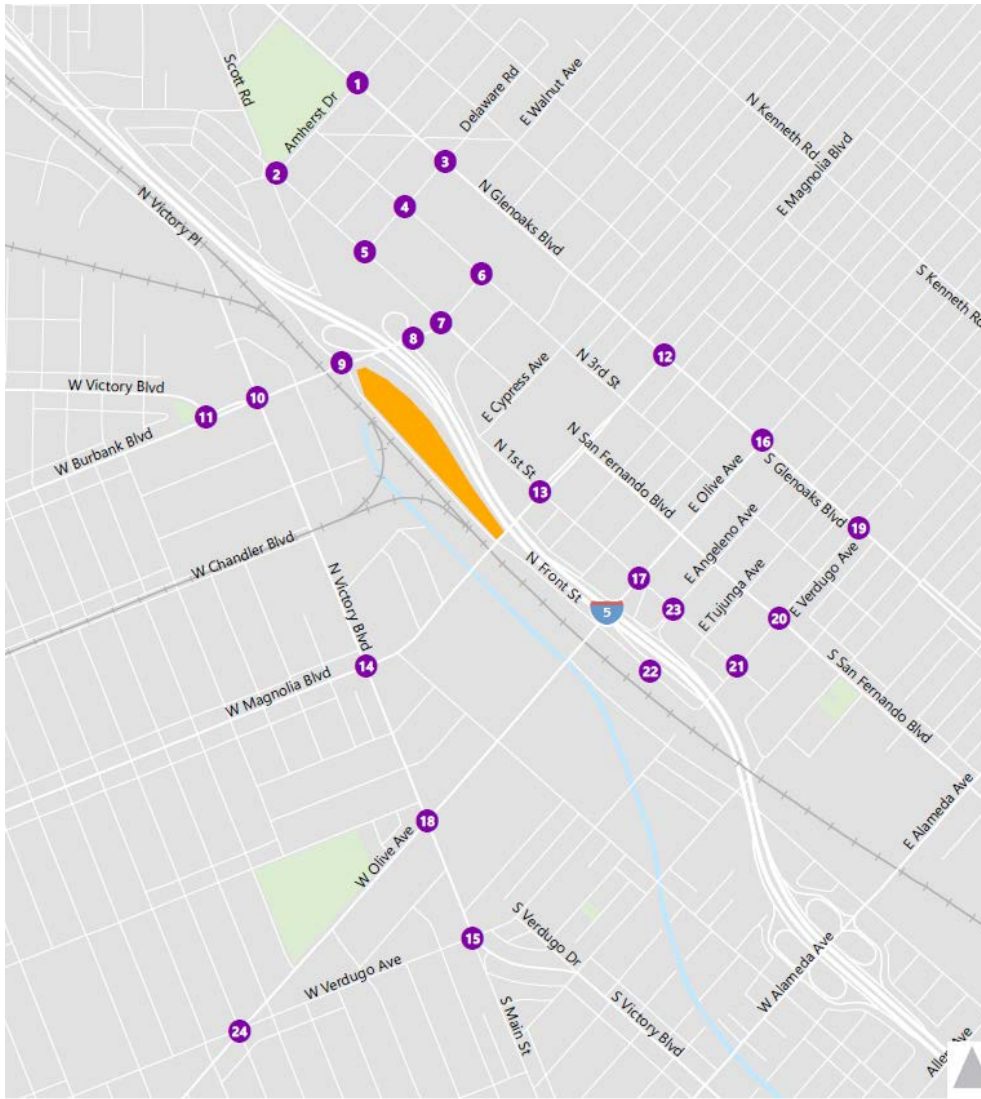 Scott Rd
1
Amherst Dr
Delaware Rd
E Walnut Ave
N Kenneth Rd
E Magnolia Blvd
2
3
N Glenoaks Blvd
4
N Victory Pl
5
6
S Kenneth Rd
7
8
9
12
N 3rd St
W Victory Blvd
10
11
E Cypress Ave
W Burbank Blvd
N 1st St
N San Fernando Blvd
16
E Olive Ave
S Glenoaks Blvd
13
19
W Chandler Blvd
N Front St
E Angeleno Ave
E Verdugo Ave
N Victory Blvd
17
5
23
E Tujunga Ave
20
14
22
21
W Magnolia Blvd
S San Fernando Blvd
18
E Alameda Ave
W Olive Ave
15
S Verdugo Dr
W Verdugo Ave
W Alameda Ave
24
S Main St
S Victory Blvd